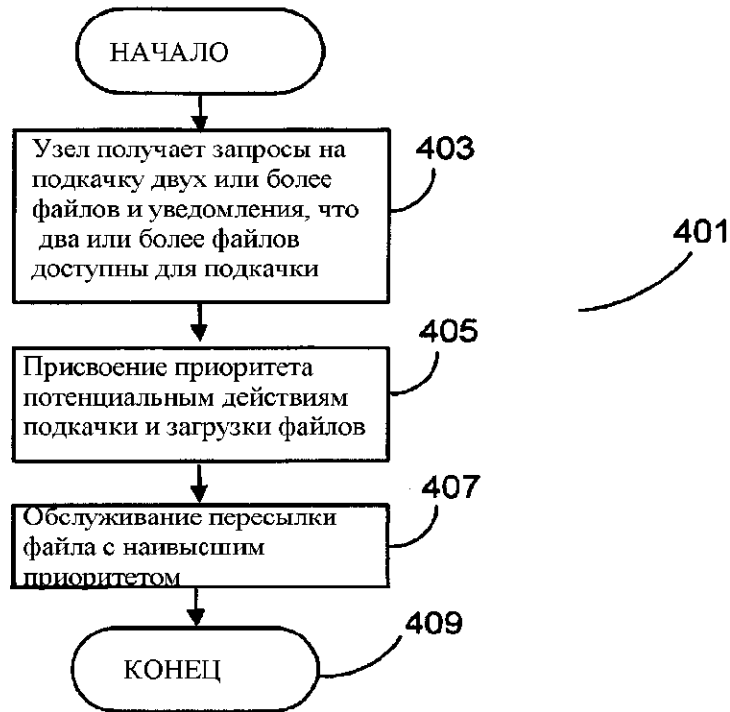 НАЧАЛО
Узел получает запросы на
подкачку двух или более
файлов и уведомления, что
два или более файлов
доступны для подкачки
403
401
405
Присвоение приоритета
потенциальным действиям
подкачки и загрузки файлов
407
Обслуживание пересылки
файла с наивысшим
приоритетом
409
КОНЕЦ